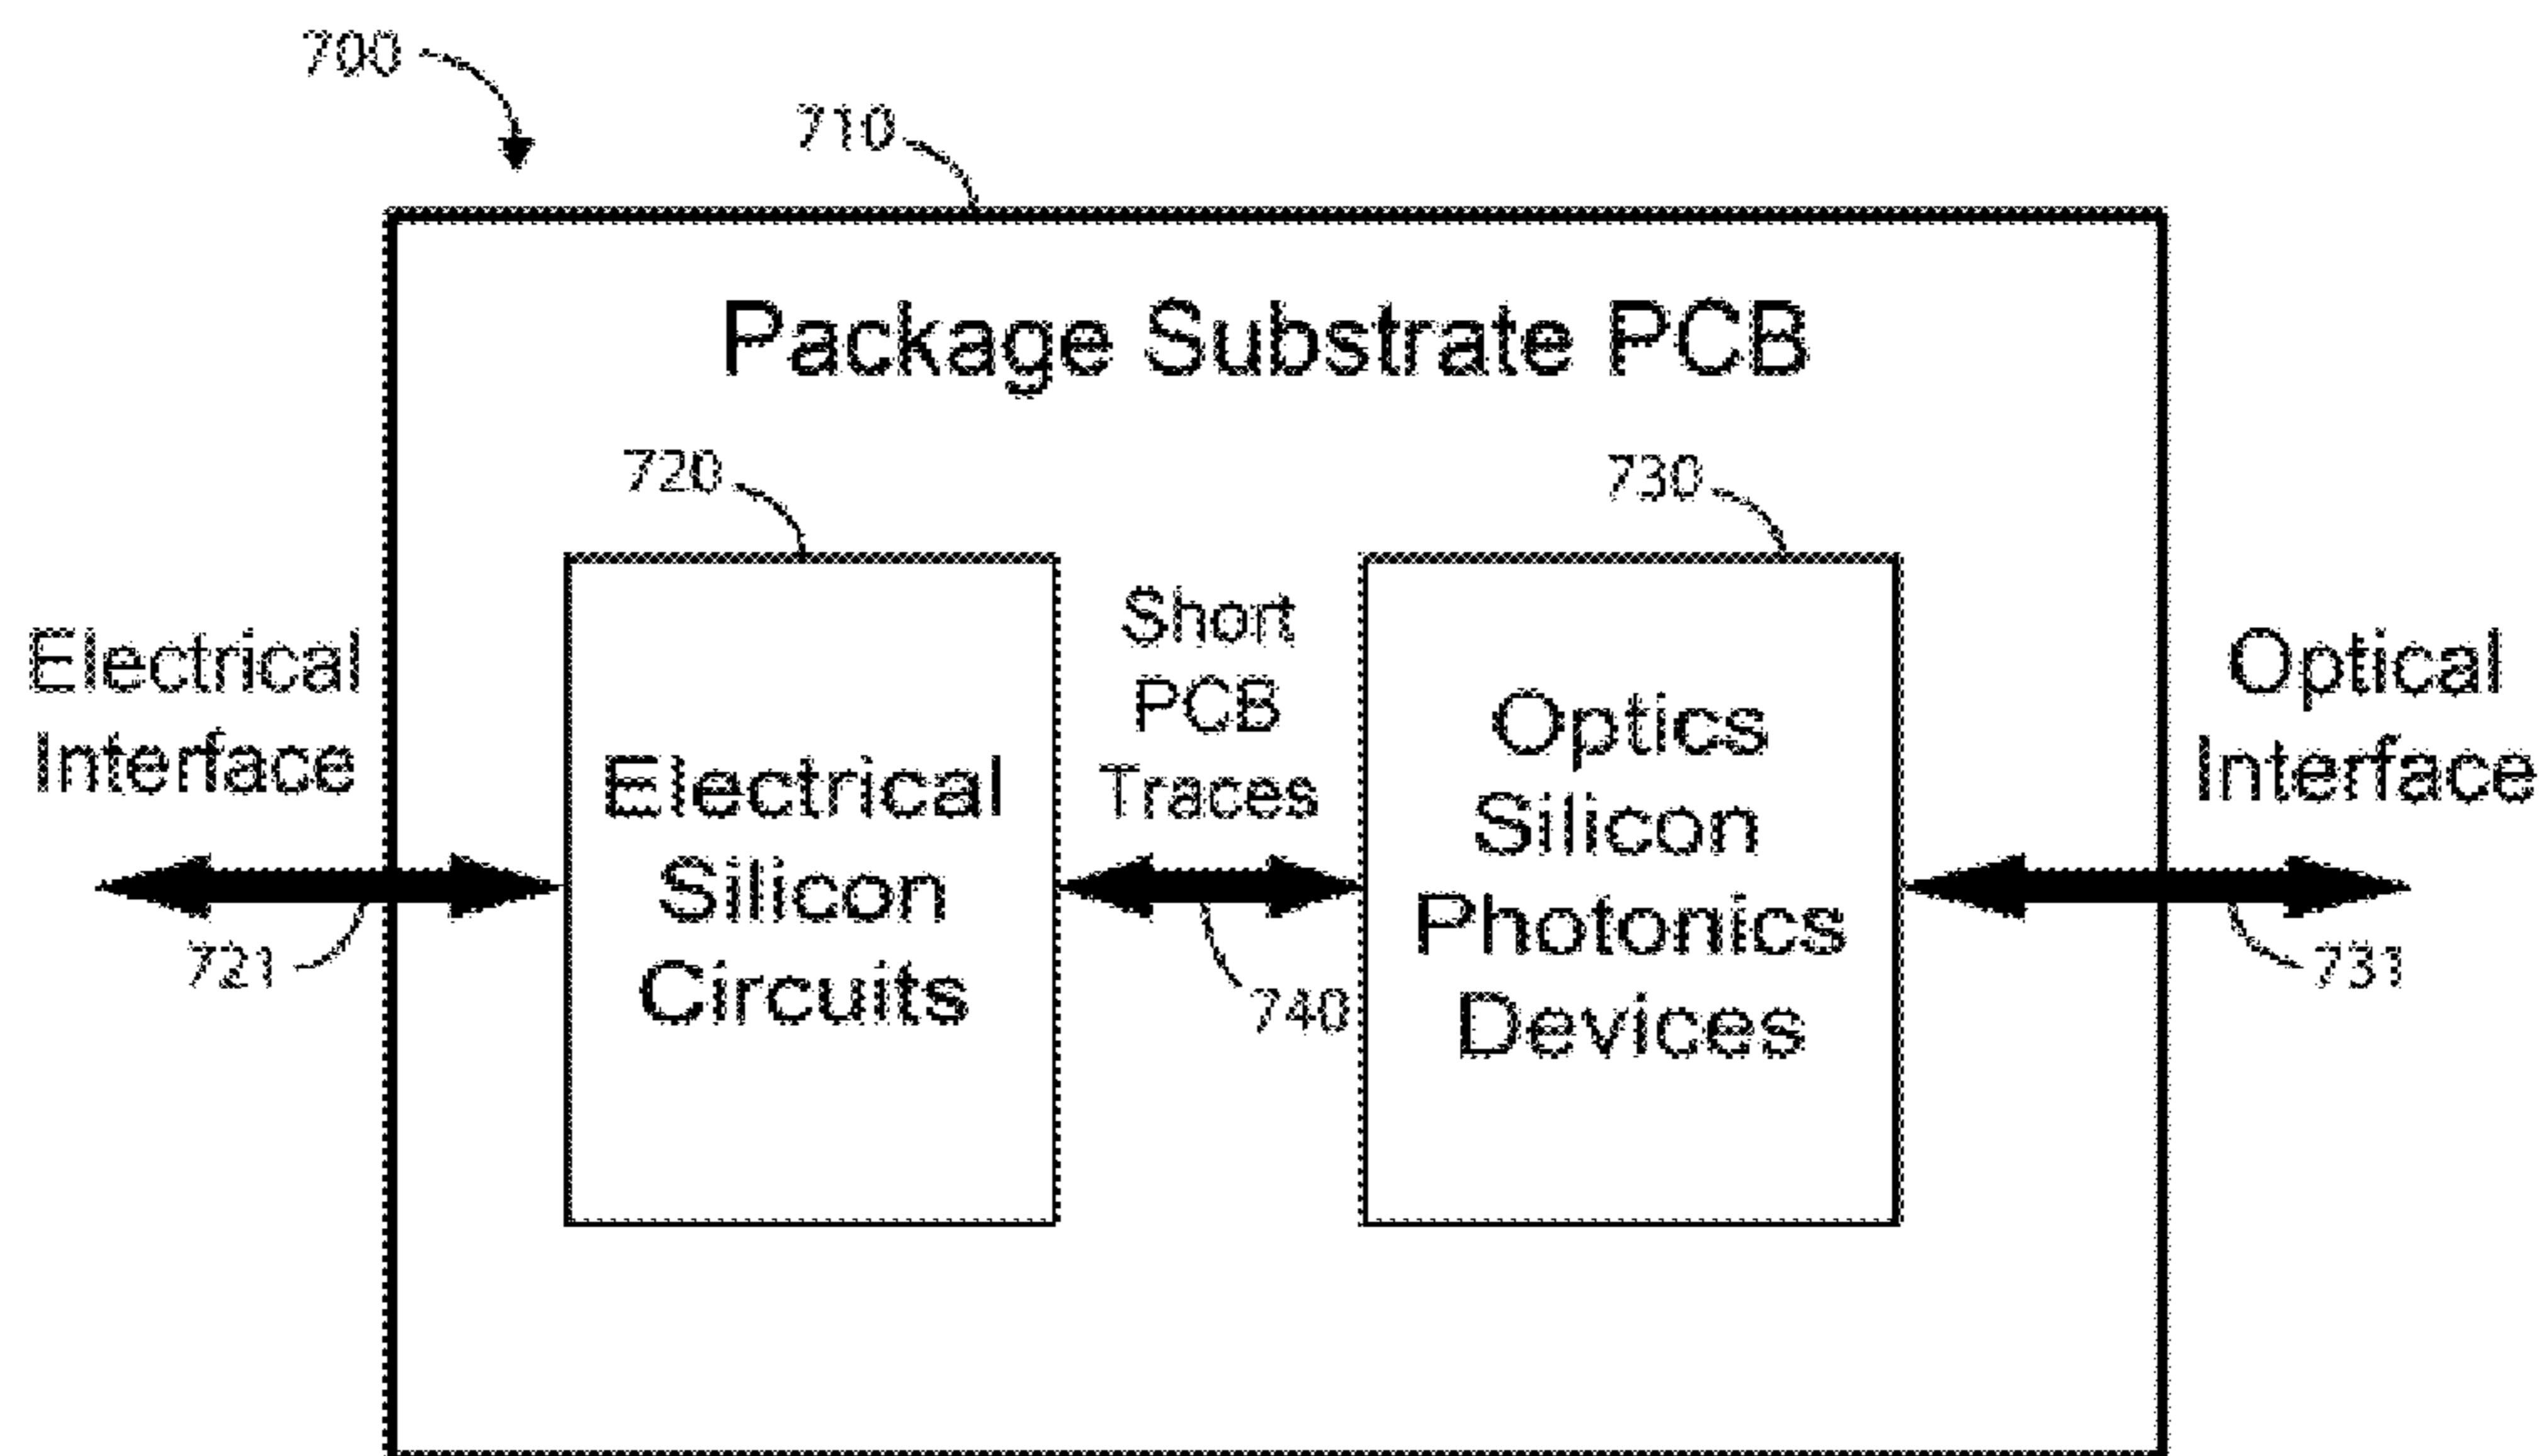 700
710
Package Substrate PCB
720
730
Electrical
Interface
721
Electrical
Silicon
Circuits
Short
PCB
Traces
740
Optics
Silicon
Photonics
Devices
Optical
Interface
731